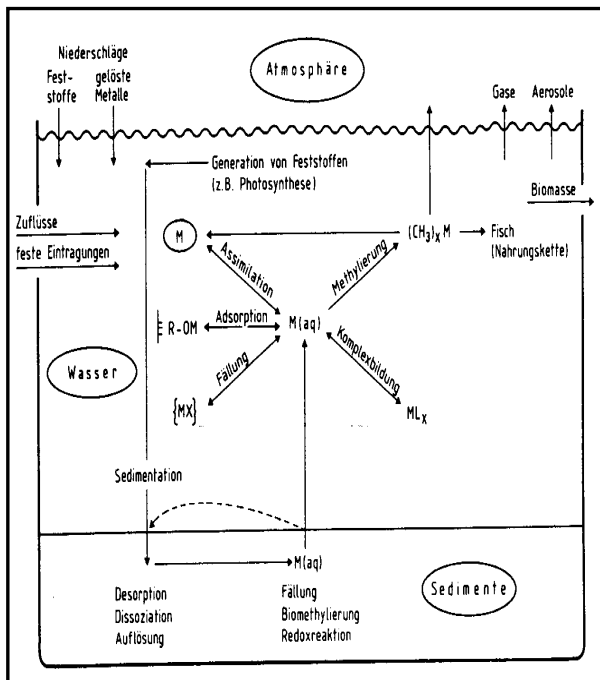 Atmosphäre
Niederschläge
Fest-
stoffe
gelöste
Metalle
Gase
Aerosole
Generation von Feststoffen
(z.B. Photosynthese)
Biomasse
Zuflüsse
feste Eintragungen
M
(CH₃)ₓ M
Fisch
(Nahrungskette)
Assimilation
Methylierung
R-OM
Adsorption
M(aq)
Wasser
Fällung
Komplexbildung
{MX}
MLₓ
Sedimentation
M(aq)
Desorption
Dissoziation
Auflösung
Fällung
Biomethylierung
Redoxreaktion
Sedimente